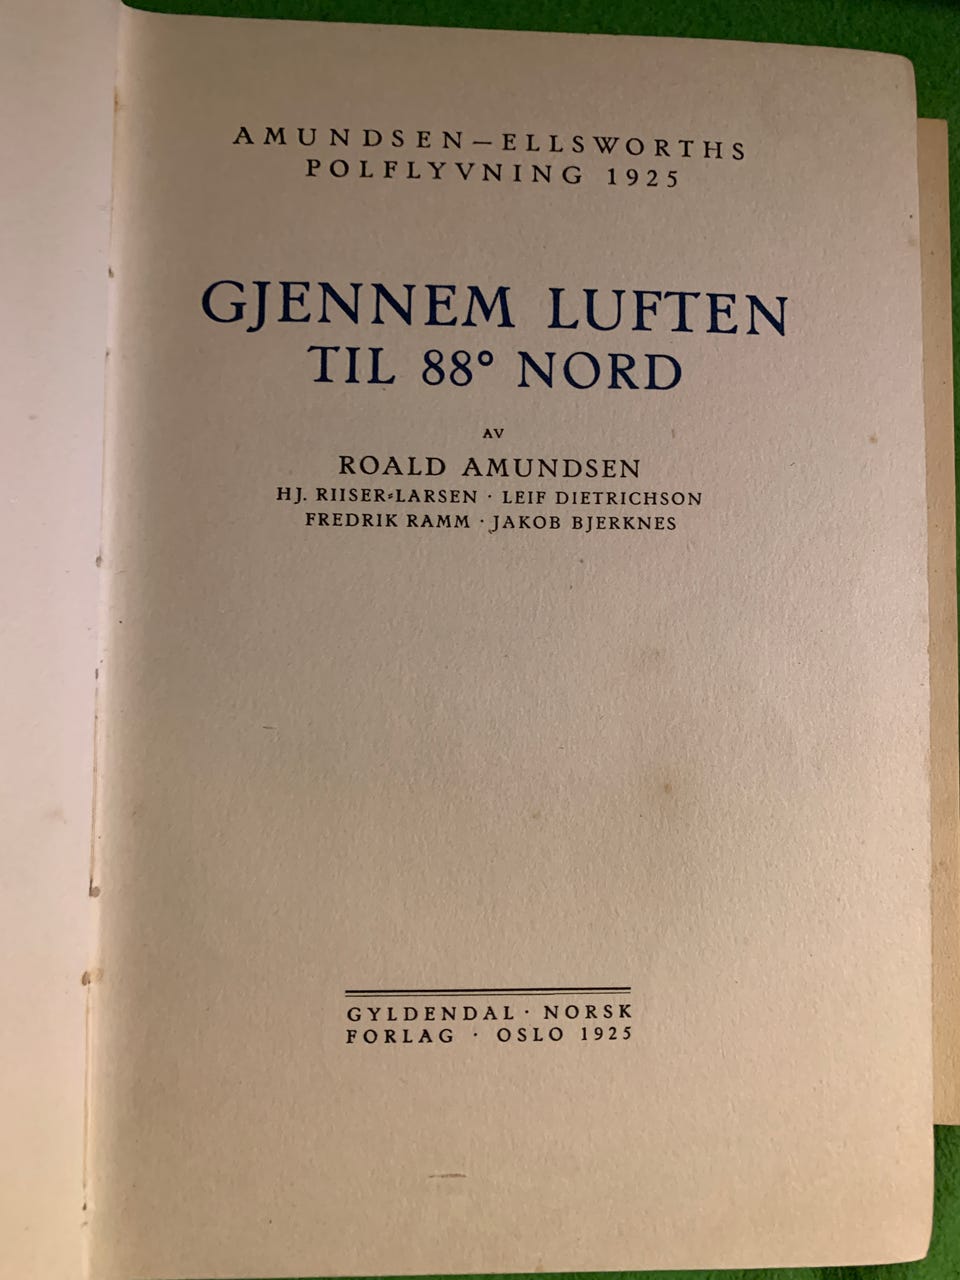 AMUNDSEN—ELLSWORTHS
POLFLYVNING 1925
GJENNEM LUFTEN
TIL 88° NORD
AV
ROALD AMUNDSEN
HJ. RIISER-LARSEN · LEIF DIETRICHSON
FREDRIK RAMM · JAKOB BJERKNES
GYLDENDAL · NORSK
FORLAG · OSLO 1925